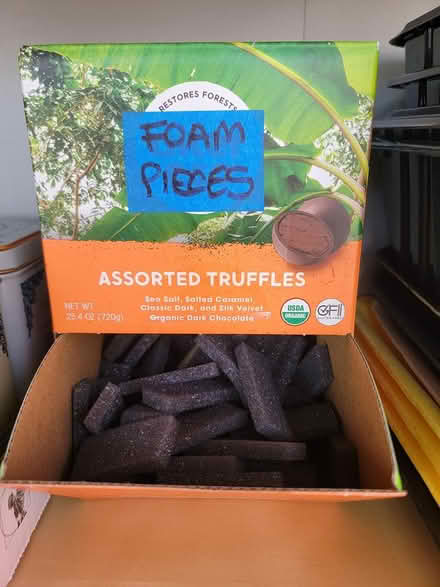 RESTORES FORESTS
FOAM
PIECES
ASSORTED TRUFFLES
Sea Salt, Salted Caramel
Classic Dark, and Silk Velvet
Organic Dark Chocolate
NET WT
25.4 OZ (720g)
USDA
ORGANIC
GF